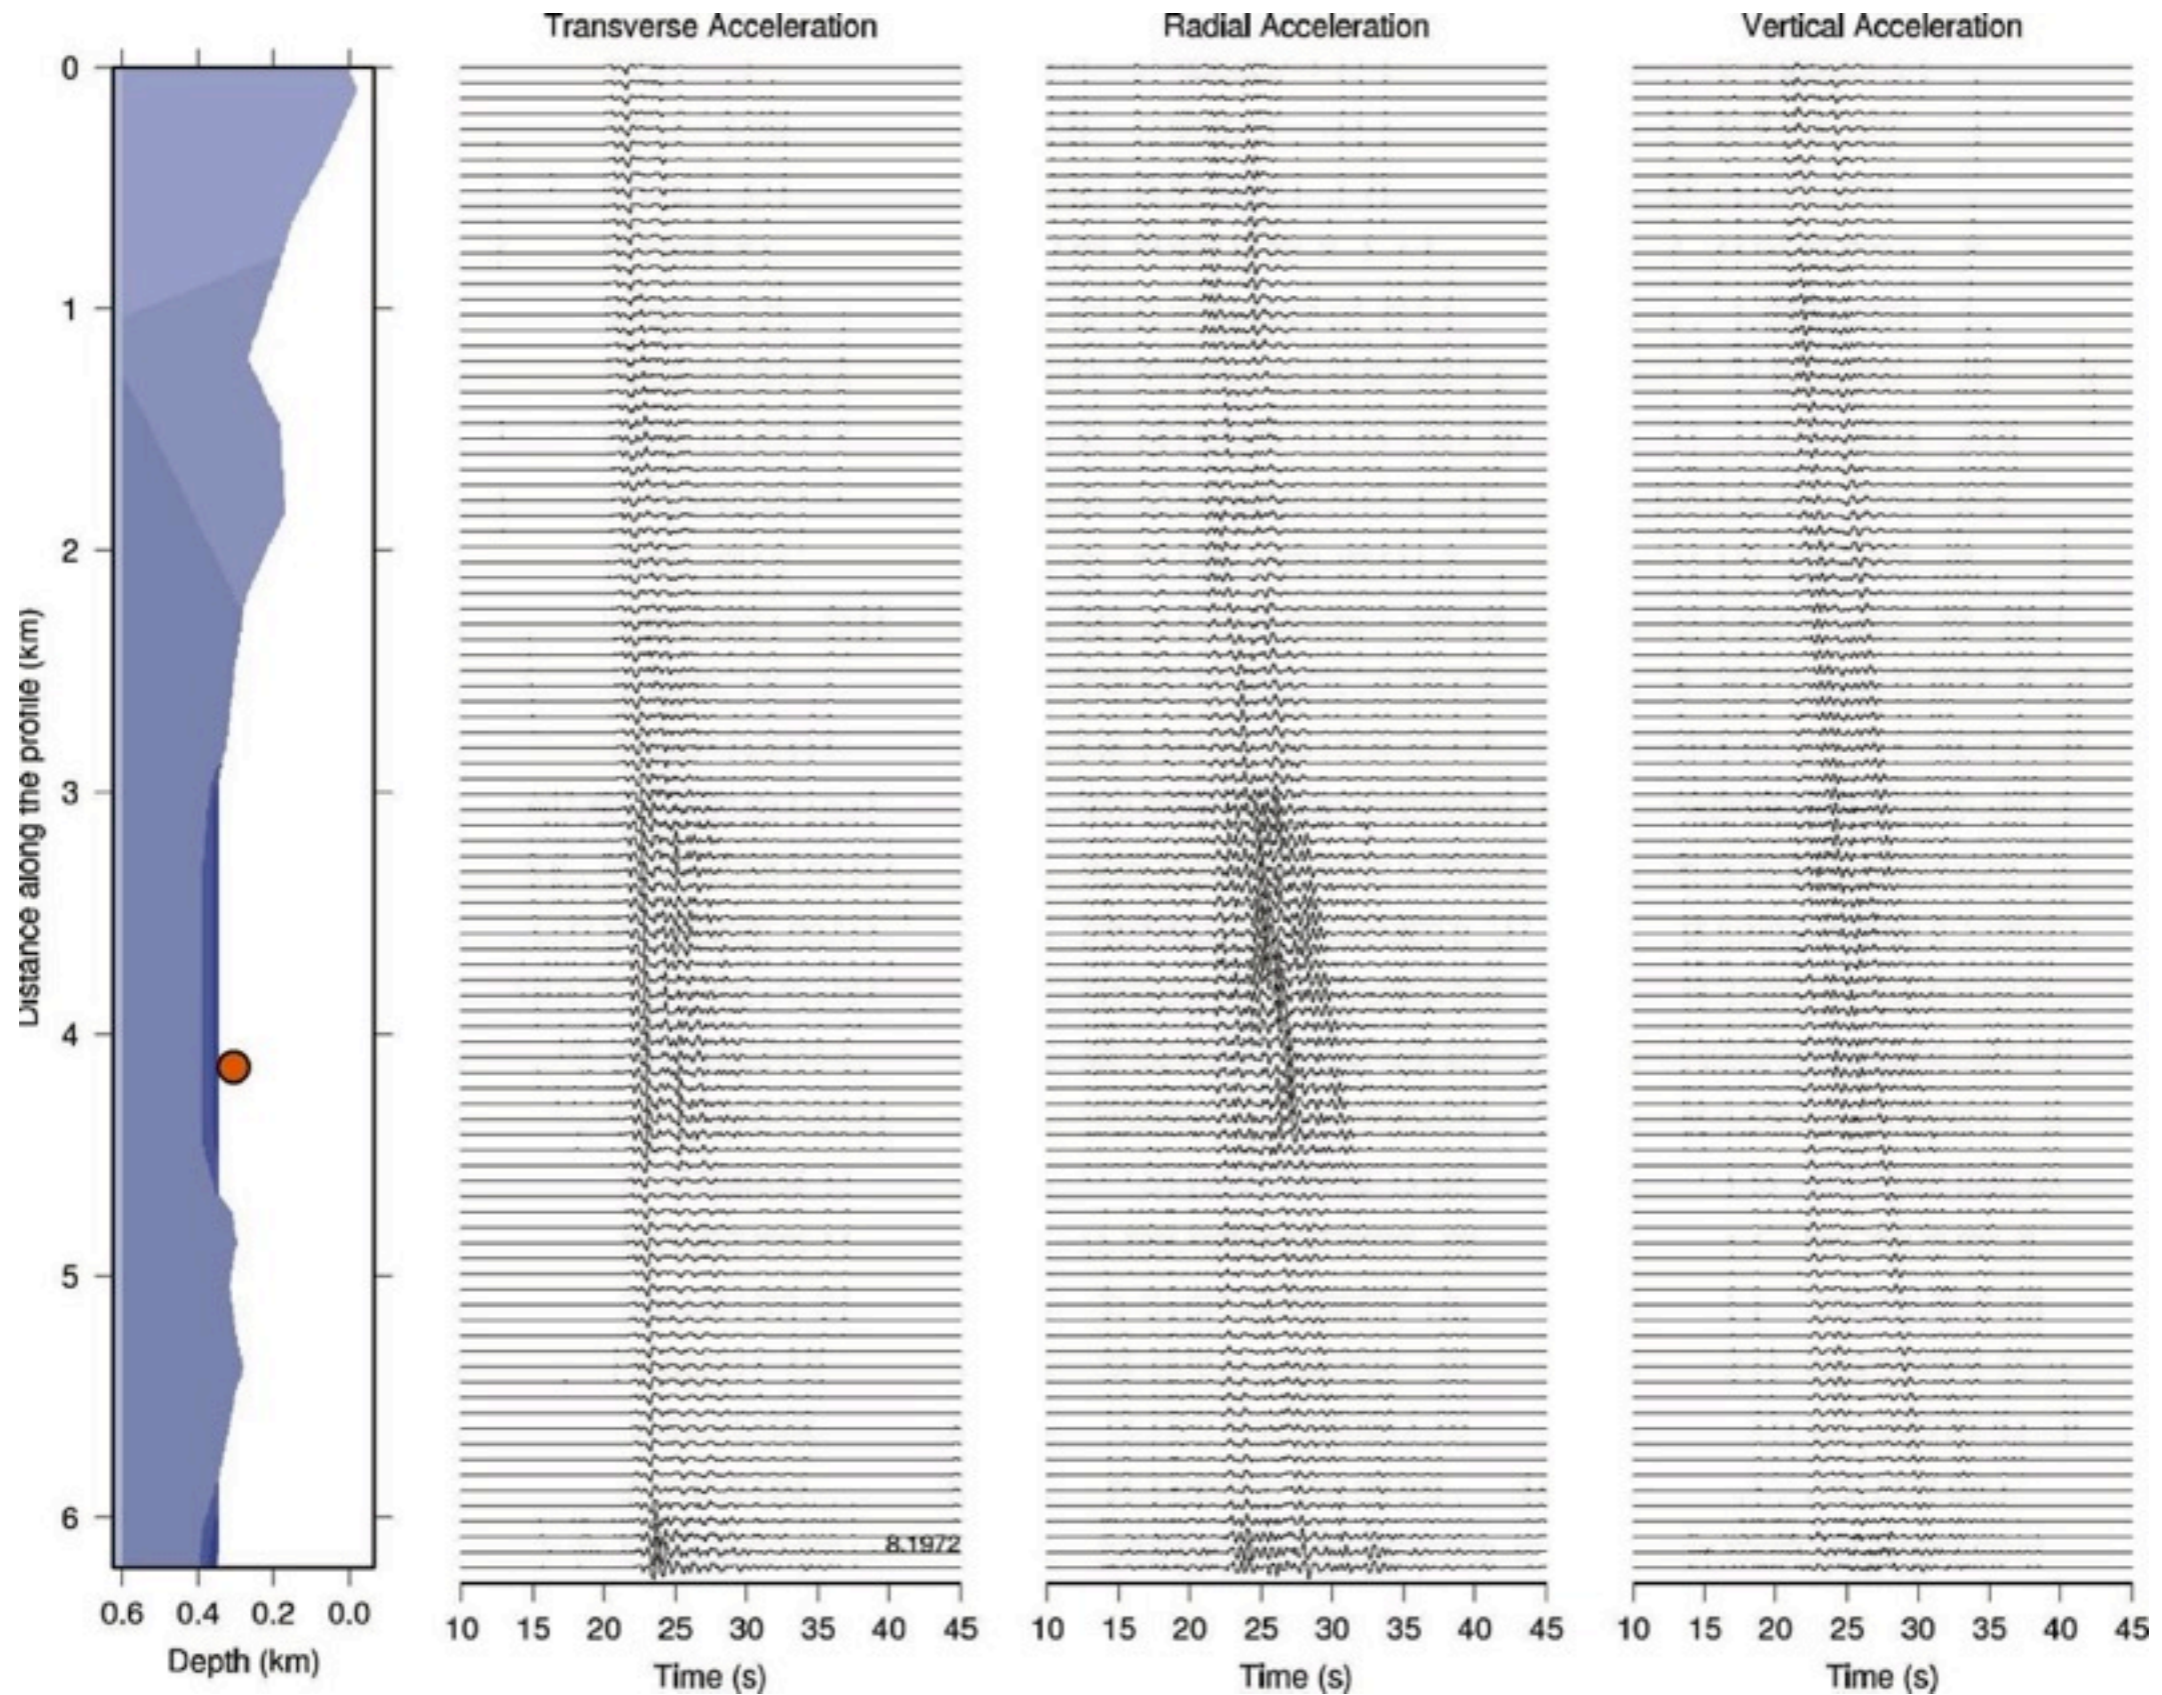 Transverse Acceleration
Radial Acceleration
Vertical Acceleration
Distance along the profile (km)
0
1
2
3
4
5
6
0.6 0.4 0.2 0.0
Depth (km)
8.1972
10 15 20 25 30 35 40 45
Time (s)
10 15 20 25 30 35 40 45
Time (s)
10 15 20 25 30 35 40 45
Time (s)